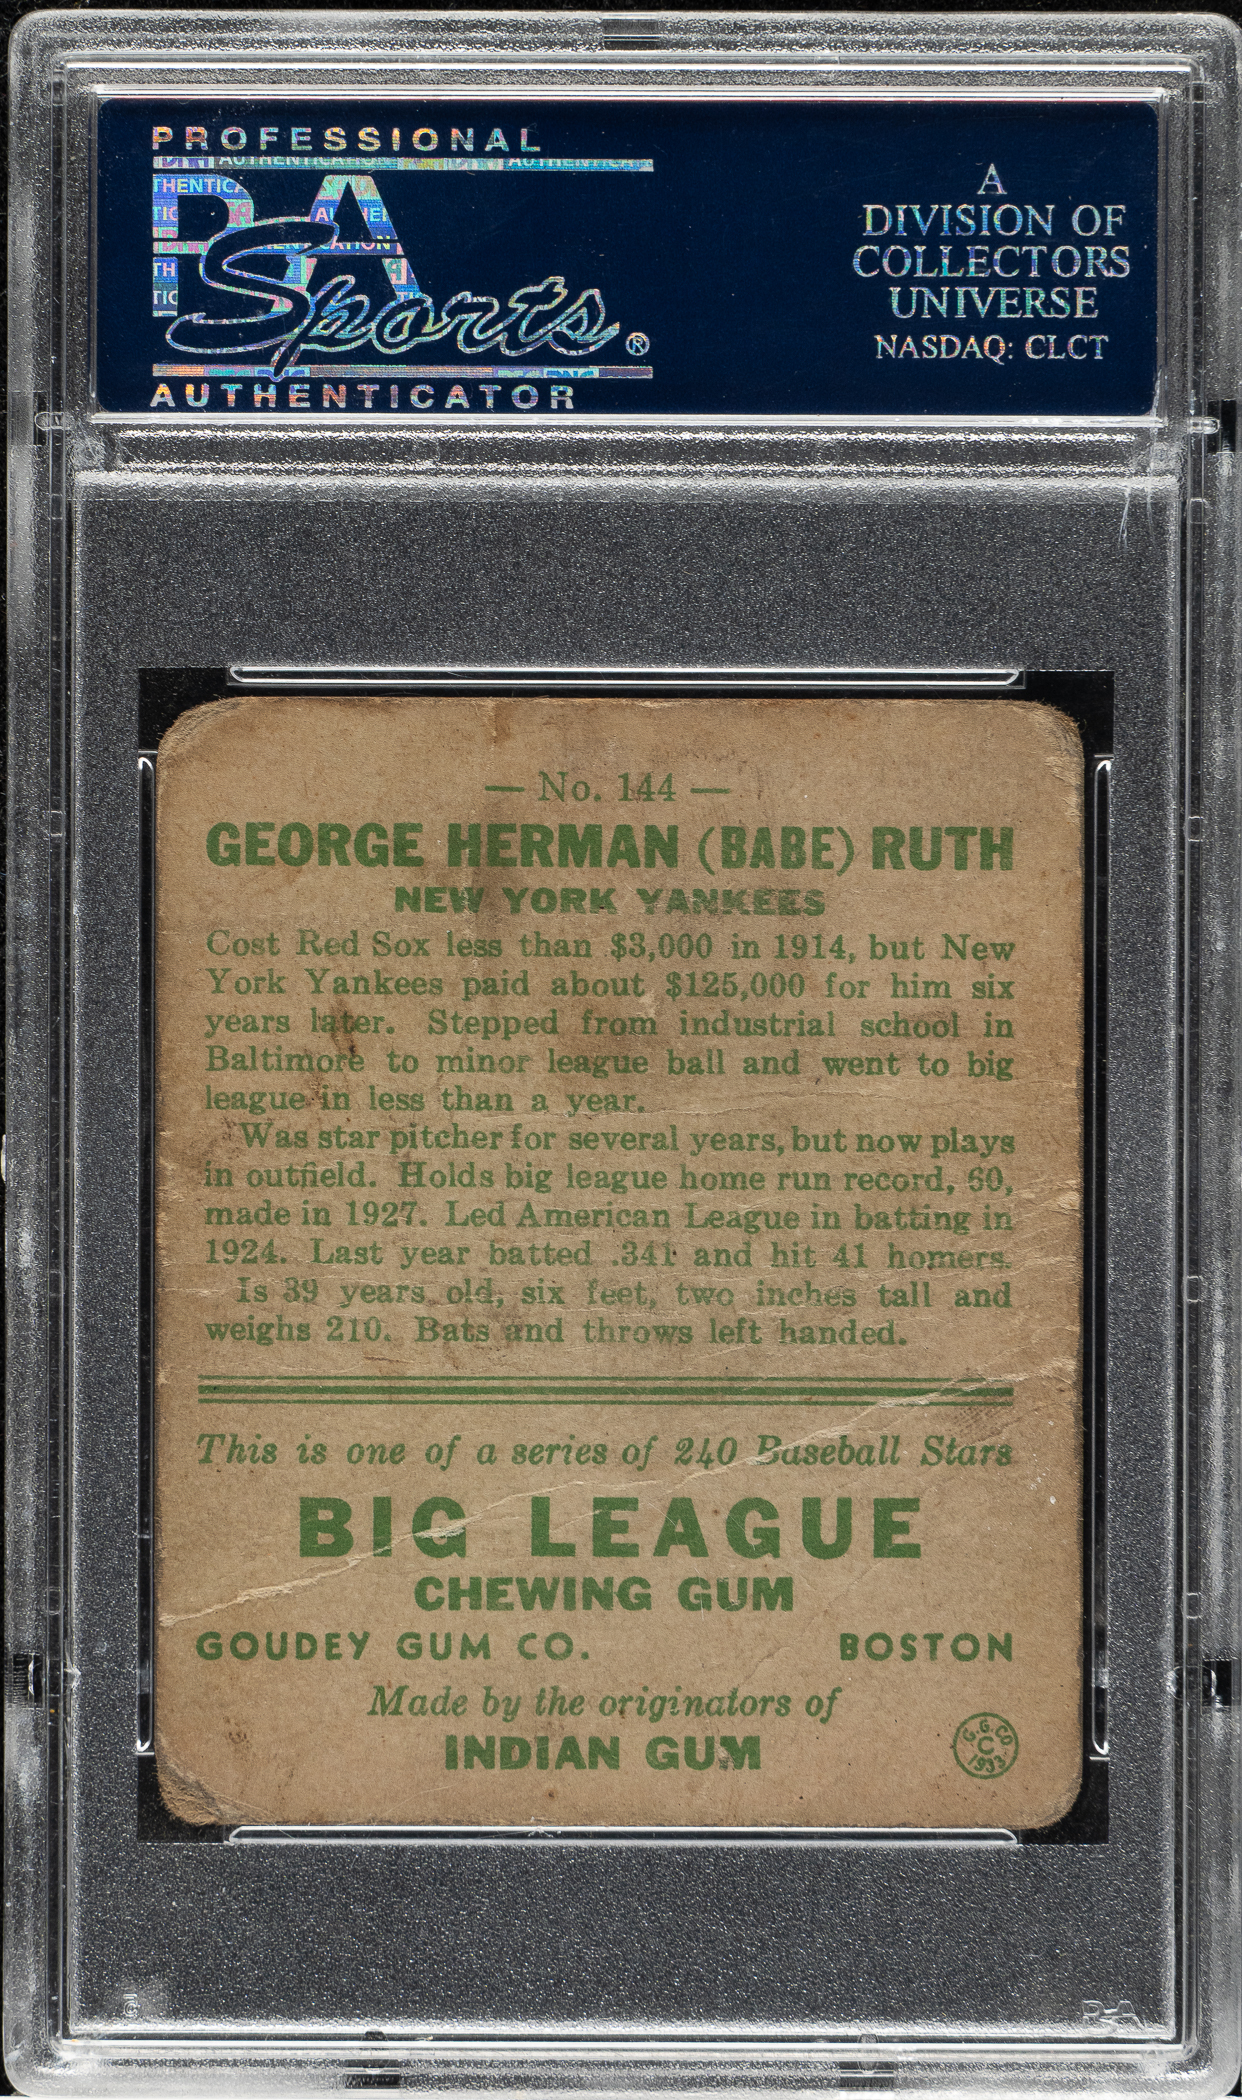 PROFESSIONAL
PSA
Sports®
AUTHENTICATOR
A
DIVISION OF
COLLECTORS
UNIVERSE
NASDAQ: CLCT
— No. 144 —
GEORGE HERMAN (BABE) RUTH
NEW YORK YANKEES
Cost Red Sox less than $3,000 in 1914, but New
York Yankees paid about $125,000 for him six
years later. Stepped from industrial school in
Baltimore to minor league ball and went to big
league in less than a year.
Was star pitcher for several years, but now plays
in outfield. Holds big league home run record, 60,
made in 1927. Led American League in batting in
1924. Last year batted .341 and hit 41 homers.
Is 39 years old, six feet, two inches tall and
weighs 210. Bats and throws left handed.
This is one of a series of 240 Baseball Stars
BIG LEAGUE
CHEWING GUM
GOUDEY GUM CO. BOSTON
Made by the originators of
INDIAN GUM
G.G.CO
C
1933